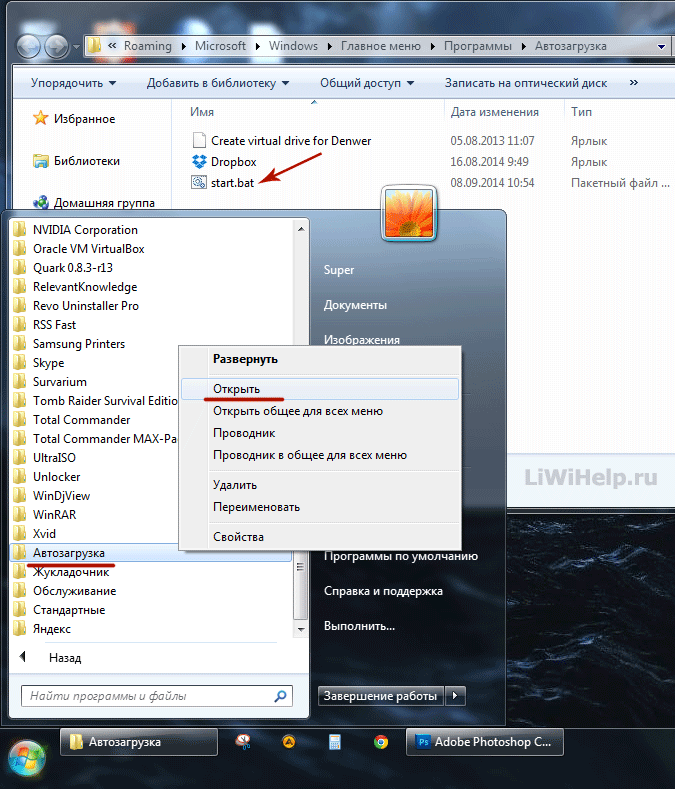 « Roaming ▸ Microsoft ▸ Windows ▸ Главное меню ▸ Программы ▸ Автозагрузка
Упорядочить Добавить в библиотеку Общий доступ Записать на оптический диск »
Имя Дата изменения Тип
Избранное
Библиотеки
Домашняя группа
Create virtual drive for Denwer 05.08.2013 11:07 Ярлык
Dropbox 16.08.2014 9:49 Ярлык
start.bat 08.09.2014 10:54 Пакетный файл ...
NVIDIA Corporation
Oracle VM VirtualBox
Quark 0.8.3-r13
RelevantKnowledge
Revo Uninstaller Pro
RSS Fast
Samsung Printers
Skype
Survarium
Tomb Raider Survival Editio
Total Commander
Total Commander MAX-Pa
UltraISO
Unlocker
WinDjView
WinRAR
Xvid
Автозагрузка
Жукладочник
Обслуживание
Стандартные
Яндекс
Назад
Найти программы и файлы
Super
Документы
Изображения
Развернуть
Открыть
Открыть общее для всех меню
Проводник
Проводник в общее для всех меню
Удалить
Переименовать
Свойства
Программы по умолчанию
Справка и поддержка
Выполнить...
Завершение работы
LiWiHelp.ru
Автозагрузка
Ps Adobe Photoshop C...